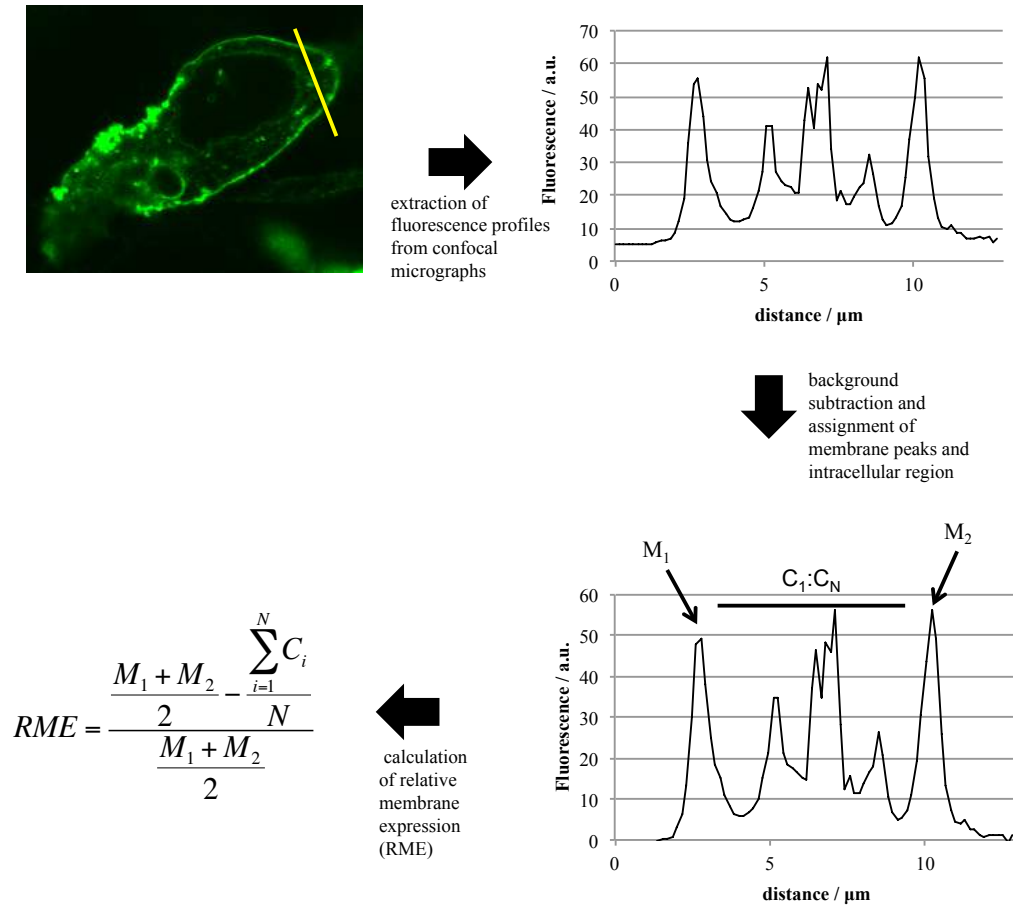 70
60
50
40
30
20
10
0
Fluorescence / a.u.
0 5 10
distance / µm
extraction of
fluorescence profiles
from confocal
micrographs
background
subtraction and
assignment of
membrane peaks and
intracellular region
M₁
C₁:C_N
M₂
60
50
40
30
20
10
0
Fluorescence / a.u.
0 5 10
distance / µm
calculation
of relative
membrane
expression
(RME)
RME = ((M₁ + M₂)/2 − (∑_{i=1}^{N} C_i)/N) / ((M₁ + M₂)/2)